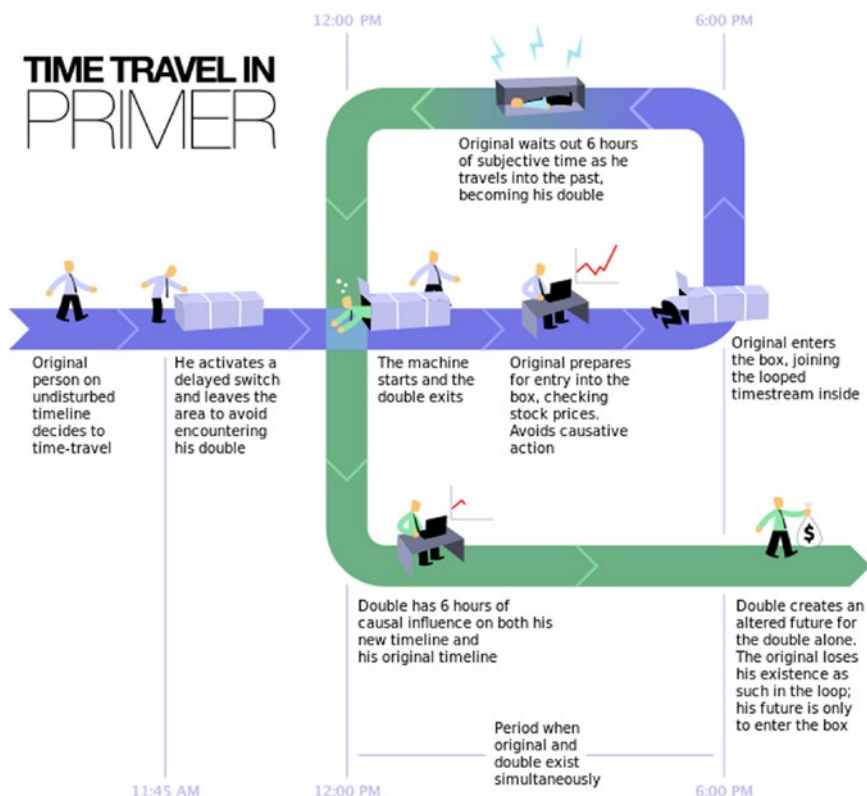 12:00 PM
6:00 PM
TIME TRAVEL IN
PRIMER
Original waits out 6 hours
of subjective time as he
travels into the past,
becoming his double
Original
person on
undisturbed
timeline
decides to
time-travel
He activates a
delayed switch
and leaves the
area to avoid
encountering
his double
The machine
starts and the
double exits
Original prepares
for entry into the
box, checking
stock prices.
Avoids causative
action
Original enters
the box, joining
the looped
timestream inside
$
Double has 6 hours of
causal influence on both his
new timeline and
his original timeline
Double creates an
altered future for
the double alone.
The original loses
his existence as
such in the loop;
his future is only
to enter the box
Period when
original and
double exist
simultaneously
11:45 AM
12:00 PM
6:00 PM